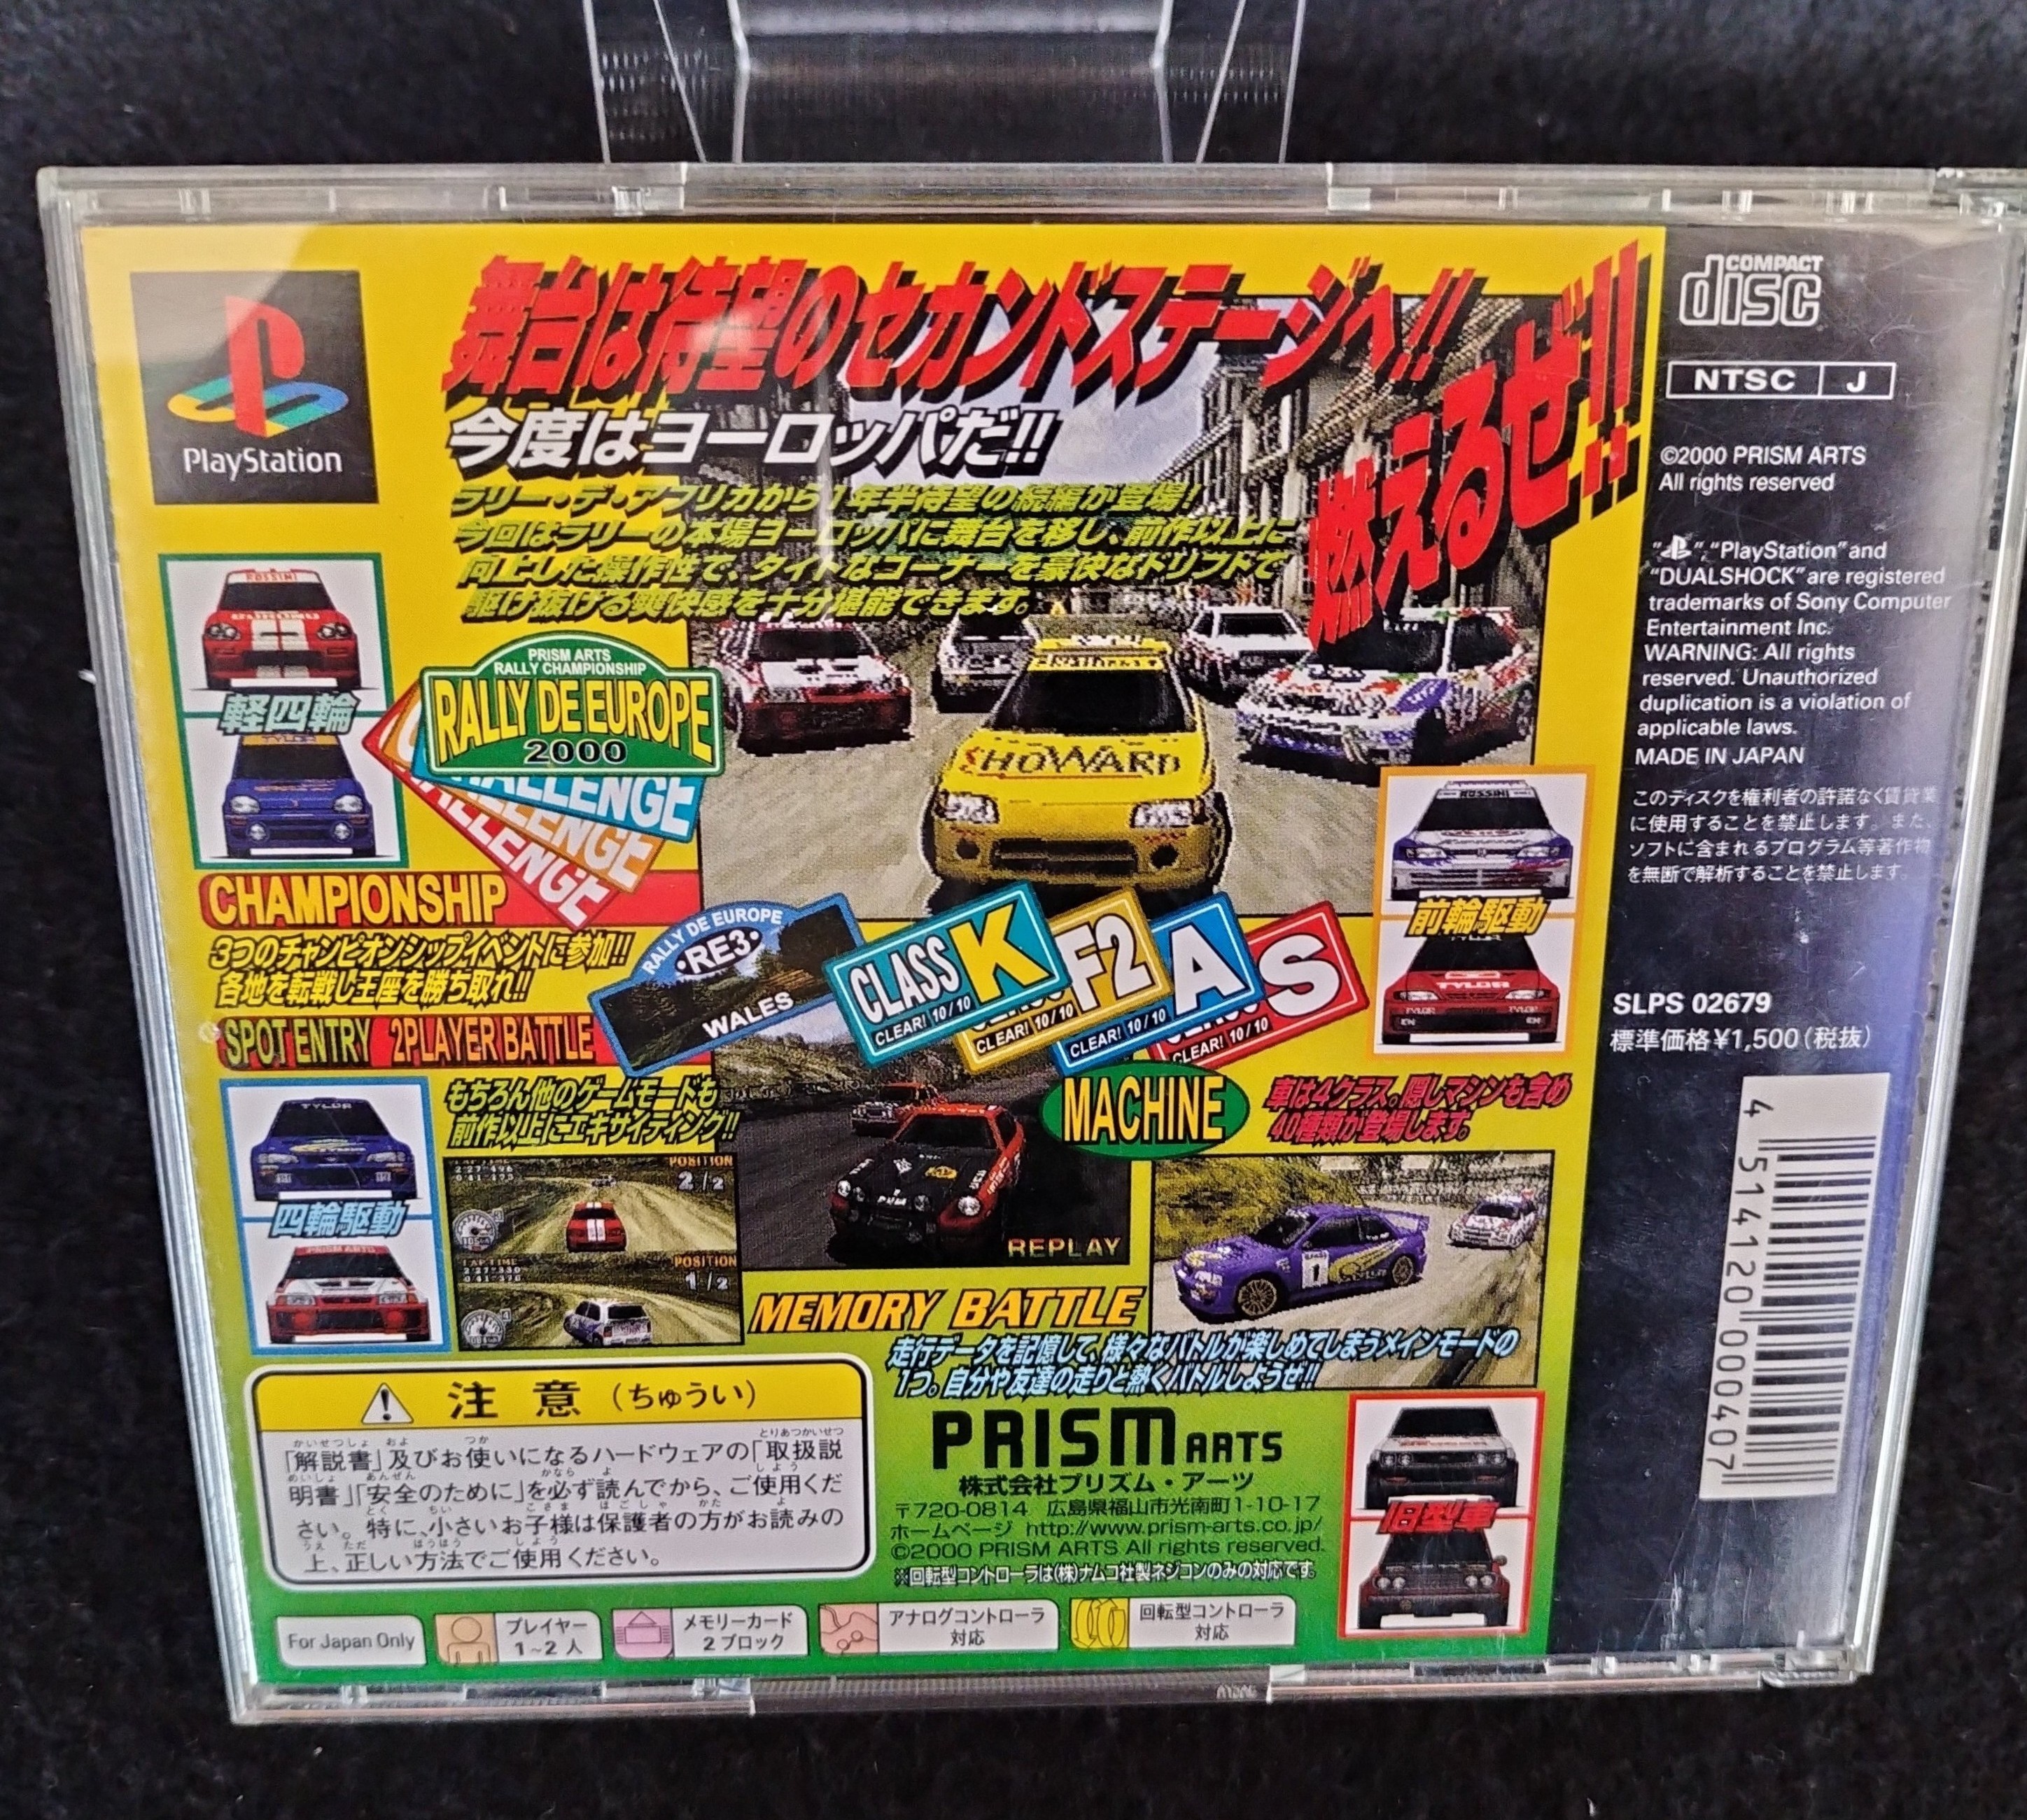 PlayStation
舞台は待望のセカンドステージへ!!
燃えるぜ!!
今度はヨーロッパだ!!
ラリー・デ・アフリカから1年半待望の続編が登場!
今回はラリーの本場ヨーロッパに舞台を移し、前作以上に
向上した操作性で、タイトなコーナーを豪快なドリフトで
駆け抜ける爽快感を十分堪能できます。
ROSSINI
軽四輪
PRISM ARTS
RALLY CHAMPIONSHIP
RALLY DE EUROPE
2000
CHALLENGE
CHALLENGE
CHALLENGE
HOWARD
CHAMPIONSHIP
3つのチャンピオンシップイベントに参加!!
各地を転戦し王座を勝ち取れ!!
RALLY DE EUROPE
・RE3・
WALES
CLASS K
CLEAR! 10/10
F2
CLEAR! 10/10
A
CLEAR! 10/10
S
CLEAR! 10/10
ROSSINI
前輪駆動
TYLOR
SPOT ENTRY 2PLAYER BATTLE
もちろん他のゲームモードも
前作以上にエキサイティング!!
TYLOR
四輪駆動
PRISM ARTS
POSITION
2/2
POSITION
1/2
REPLAY
MACHINE
車は4クラス。隠しマシンも含め
40種類が登場します。
1
MEMORY BATTLE
走行データを記憶して、様々なバトルが楽しめてしまうメインモードの
1つ。自分や友達の走りと熱くバトルしようぜ!!
旧型車
注意(ちゅうい)
「解説書」及びお使いになるハードウェアの「取扱説
明書」「安全のために」を必ず読んでから、ご使用くだ
さい。特に、小さいお子様は保護者の方がお読みの
上、正しい方法でご使用ください。
PRISM ARTS
株式会社プリズム・アーツ
〒720-0814 広島県福山市光南町1-10-17
ホームページ http://www.prism-arts.co.jp/
©2000 PRISM ARTS All rights reserved.
※回転型コントローラは(株)ナムコ社製ネジコンのみの対応です。
For Japan Only
プレイヤー
1~2人
メモリーカード
2ブロック
アナログコントローラ
対応
回転型コントローラ
対応
COMPACT
disc
NTSC J
©2000 PRISM ARTS
All rights reserved
" ", "PlayStation" and
"DUALSHOCK" are registered
trademarks of Sony Computer
Entertainment Inc.
WARNING: All rights
reserved. Unauthorized
duplication is a violation of
applicable laws.
MADE IN JAPAN
このディスクを権利者の許諾なく賃貸業
に使用することを禁止します。また、
ソフトに含まれるプログラム等著作物
を無断で解析することを禁止します。
SLPS 02679
標準価格¥1,500(税抜)
4 514120 000407